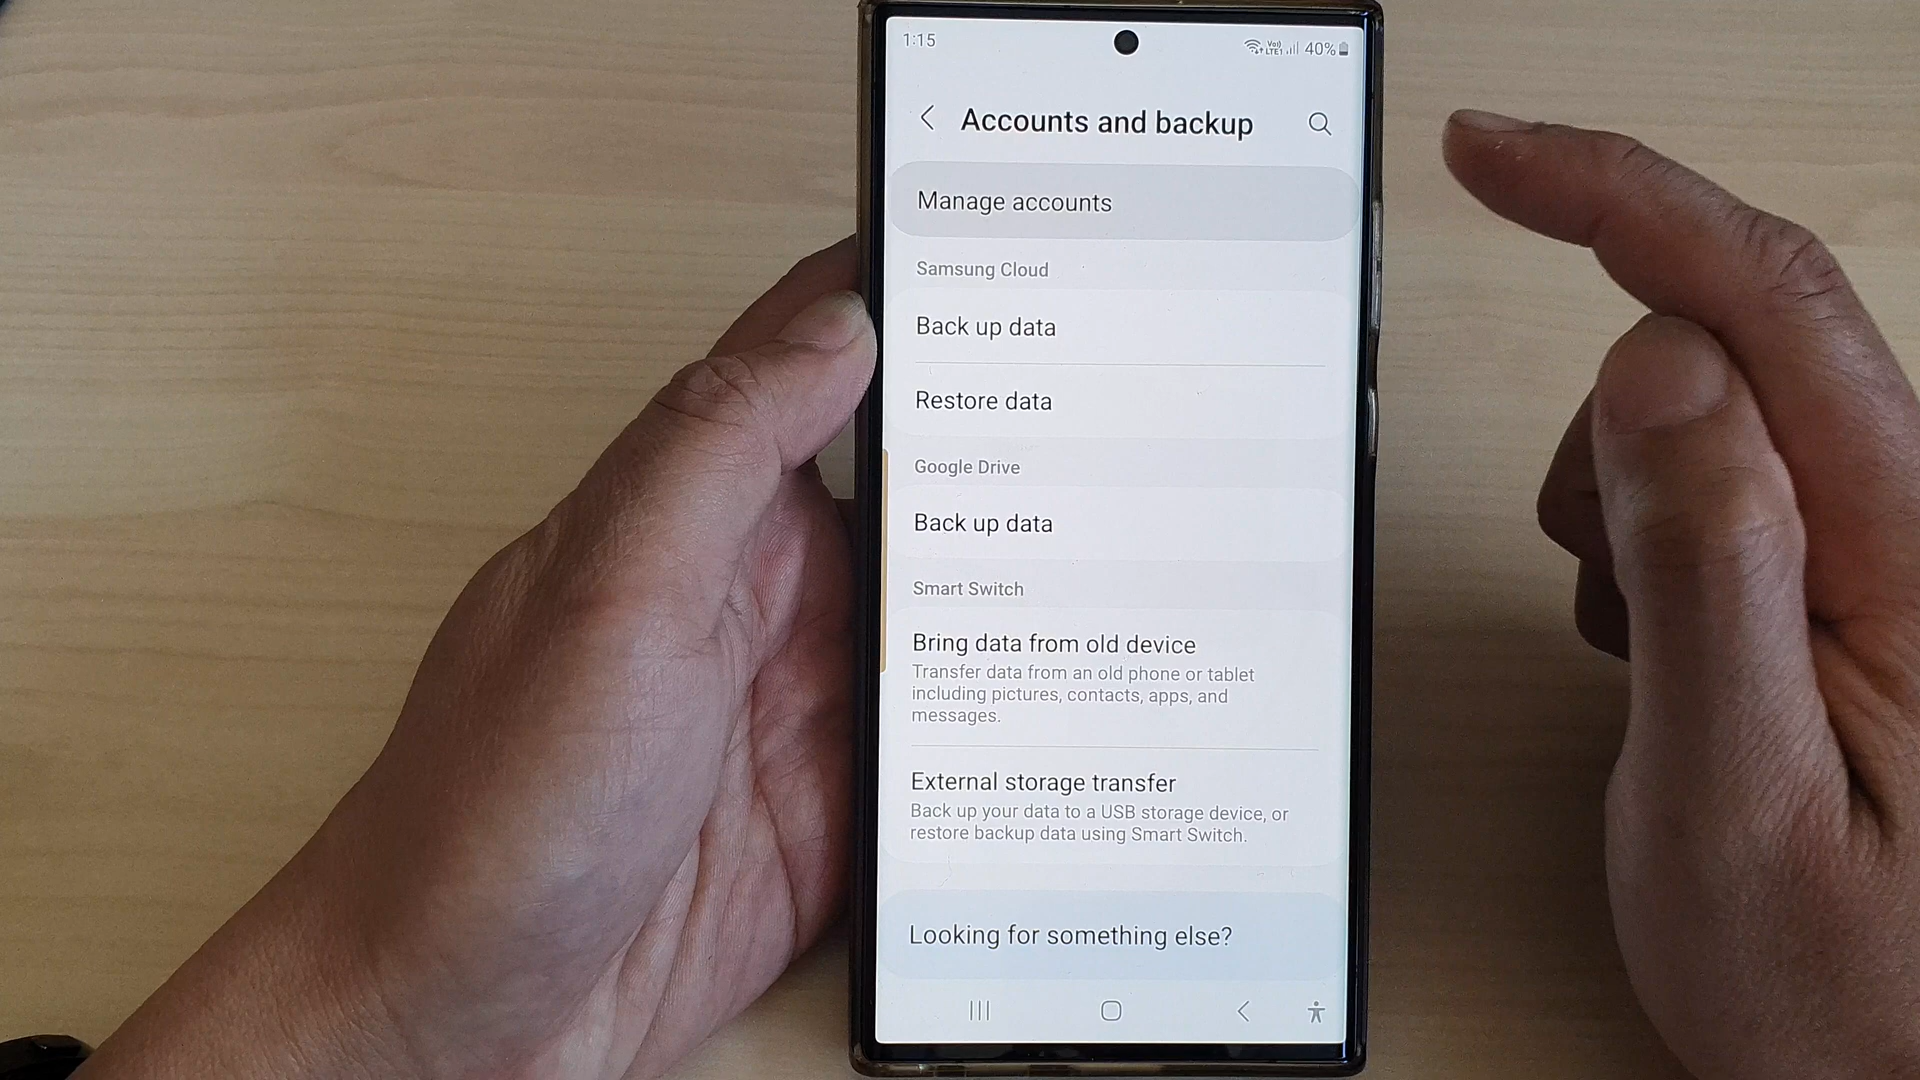 1:15
Vo) LTE1 40%
Accounts and backup
Manage accounts
Samsung Cloud
Back up data
Restore data
Google Drive
Back up data
Smart Switch
Bring data from old device
Transfer data from an old phone or tablet
including pictures, contacts, apps, and
messages.
External storage transfer
Back up your data to a USB storage device, or
restore backup data using Smart Switch.
Looking for something else?